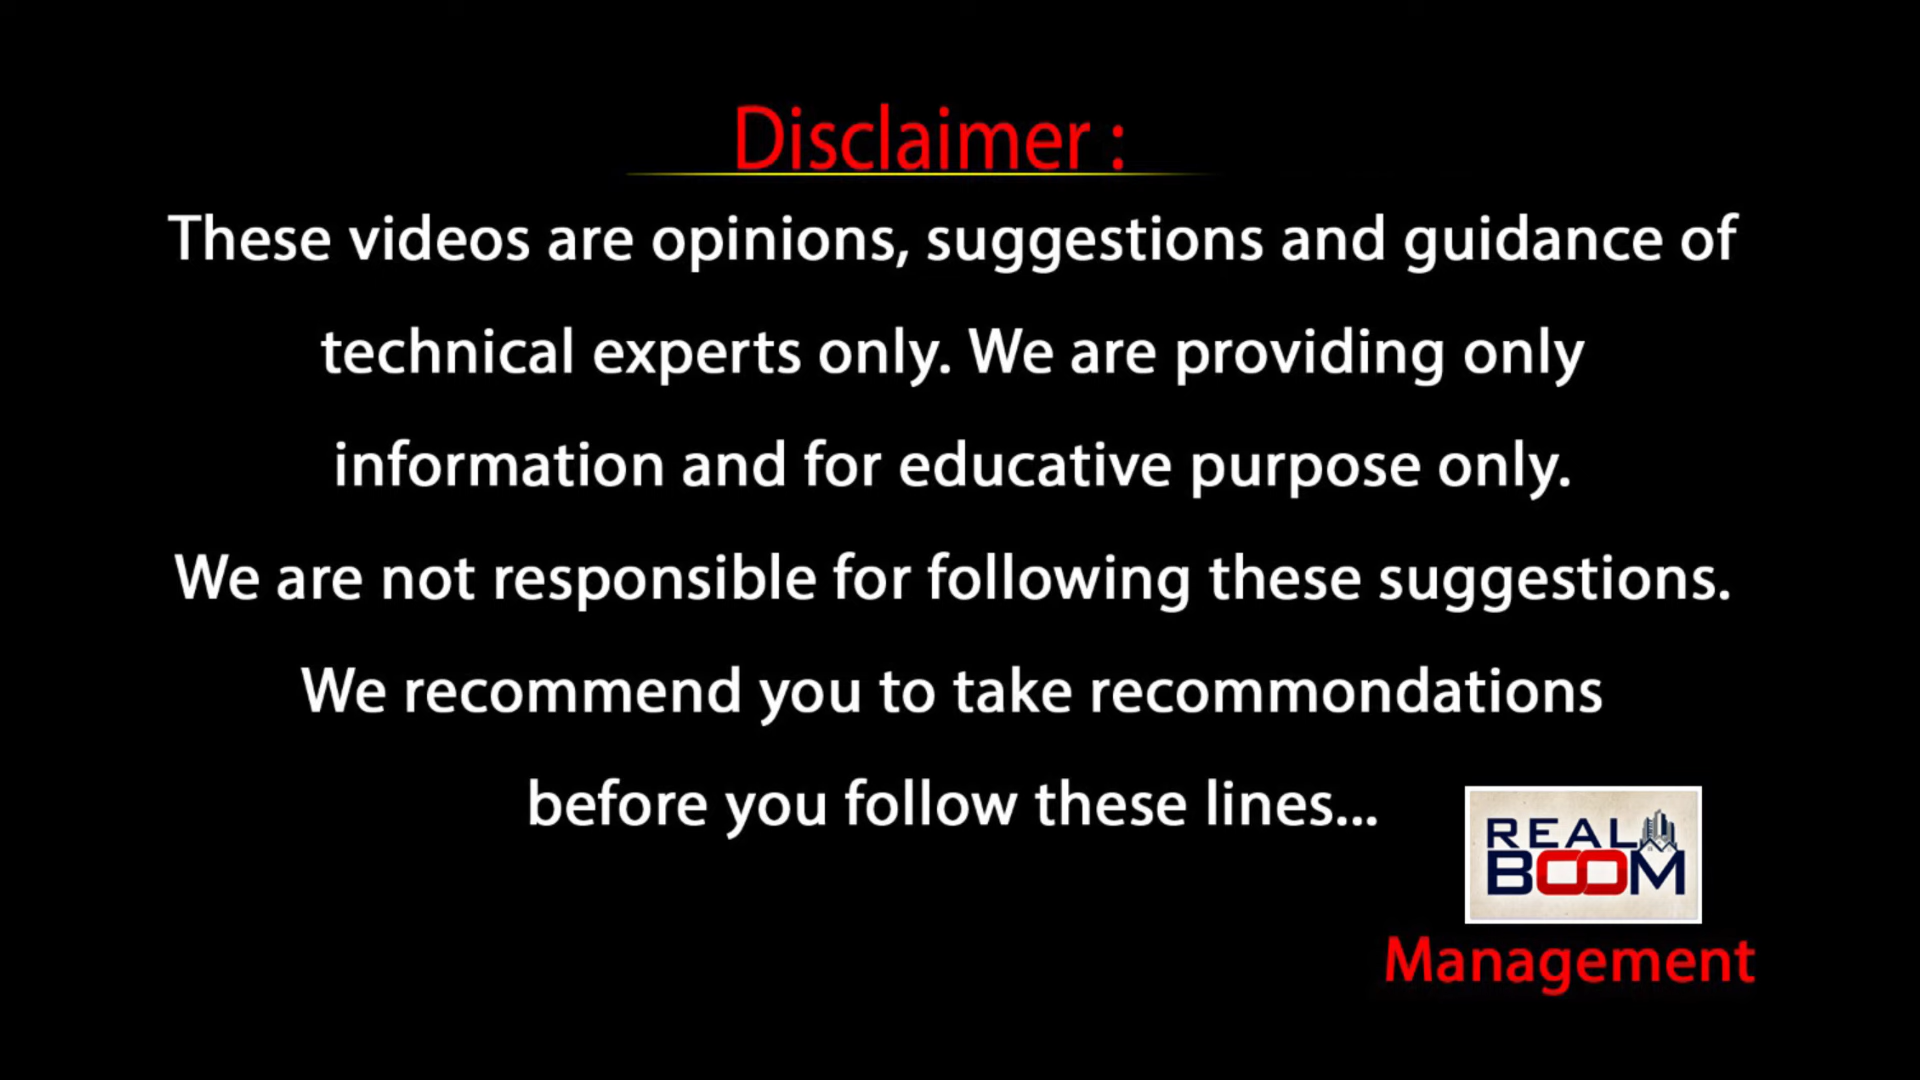 Disclaimer :
These videos are opinions, suggestions and guidance of
technical experts only. We are providing only
information and for educative purpose only.
We are not responsible for following these suggestions.
We recommend you to take recommondations
before you follow these lines...
REAL
BOOM
Management